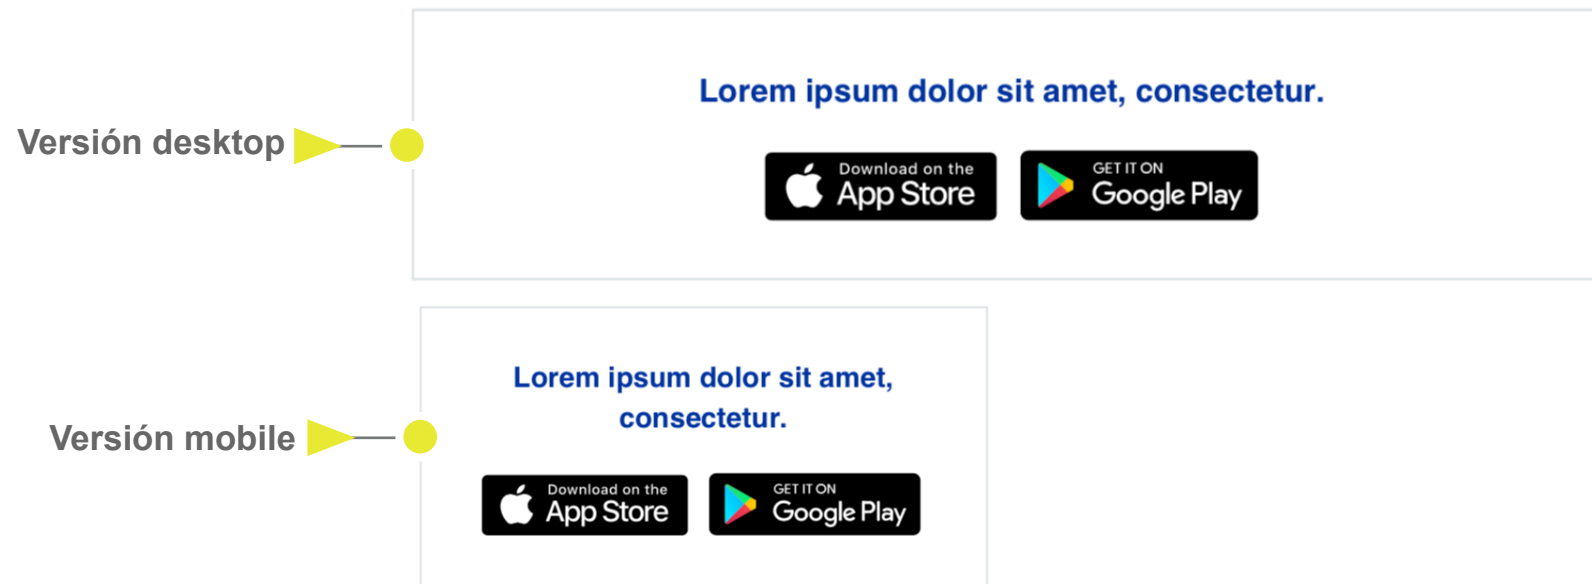 Lorem ipsum dolor sit amet, consectetur.
Versión desktop
Download on the
App Store
GET IT ON
Google Play
Lorem ipsum dolor sit amet,
consectetur.
Versión mobile
Download on the
App Store
GET IT ON
Google Play